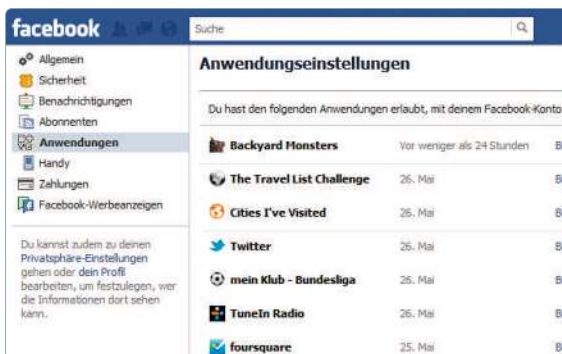 facebook
Suche
Allgemein
Sicherheit
Benachrichtigungen
Abonnenten
Anwendungen
Handy
Zahlungen
Facebook-Werbeanzeigen
Du kannst zudem zu deinen
Privatsphäre-Einstellungen
gehen oder dein Profil
bearbeiten, um festzulegen, wer
die Informationen dort sehen
kann.
Anwendungseinstellungen
Du hast den folgenden Anwendungen erlaubt, mit deinem Facebook-Konto
Backyard Monsters Vor weniger als 24 Stunden B
The Travel List Challenge 26. Mai B
Cities I've Visited 26. Mai B
Twitter 26. Mai B
mein Klub - Bundesliga 26. Mai B
TuneIn Radio 26. Mai B
foursquare 25. Mai B